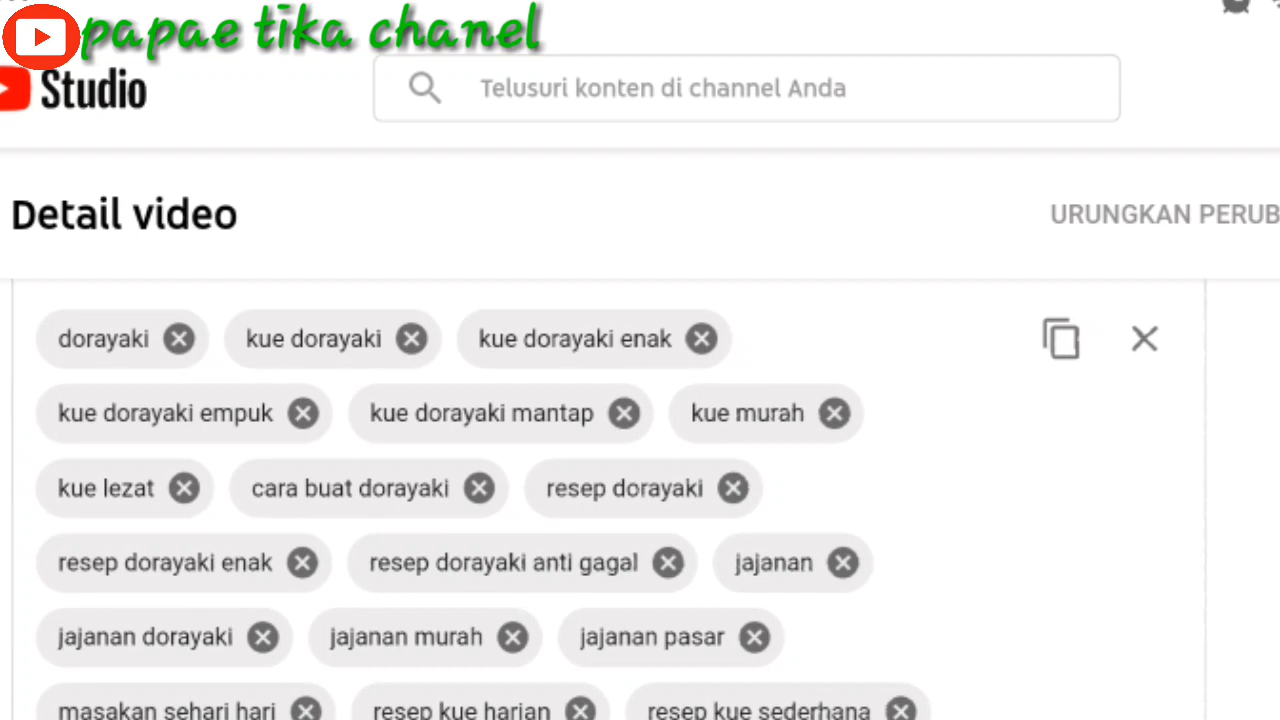 papae tika chanel
Studio
Telusuri konten di channel Anda
Detail video
URUNGKAN PERUB
dorayaki kue dorayaki kue dorayaki enak
kue dorayaki empuk kue dorayaki mantap kue murah
kue lezat cara buat dorayaki resep dorayaki
resep dorayaki enak resep dorayaki anti gagal jajanan
jajanan dorayaki jajanan murah jajanan pasar
masakan sehari hari resep kue harian resep kue sederhana